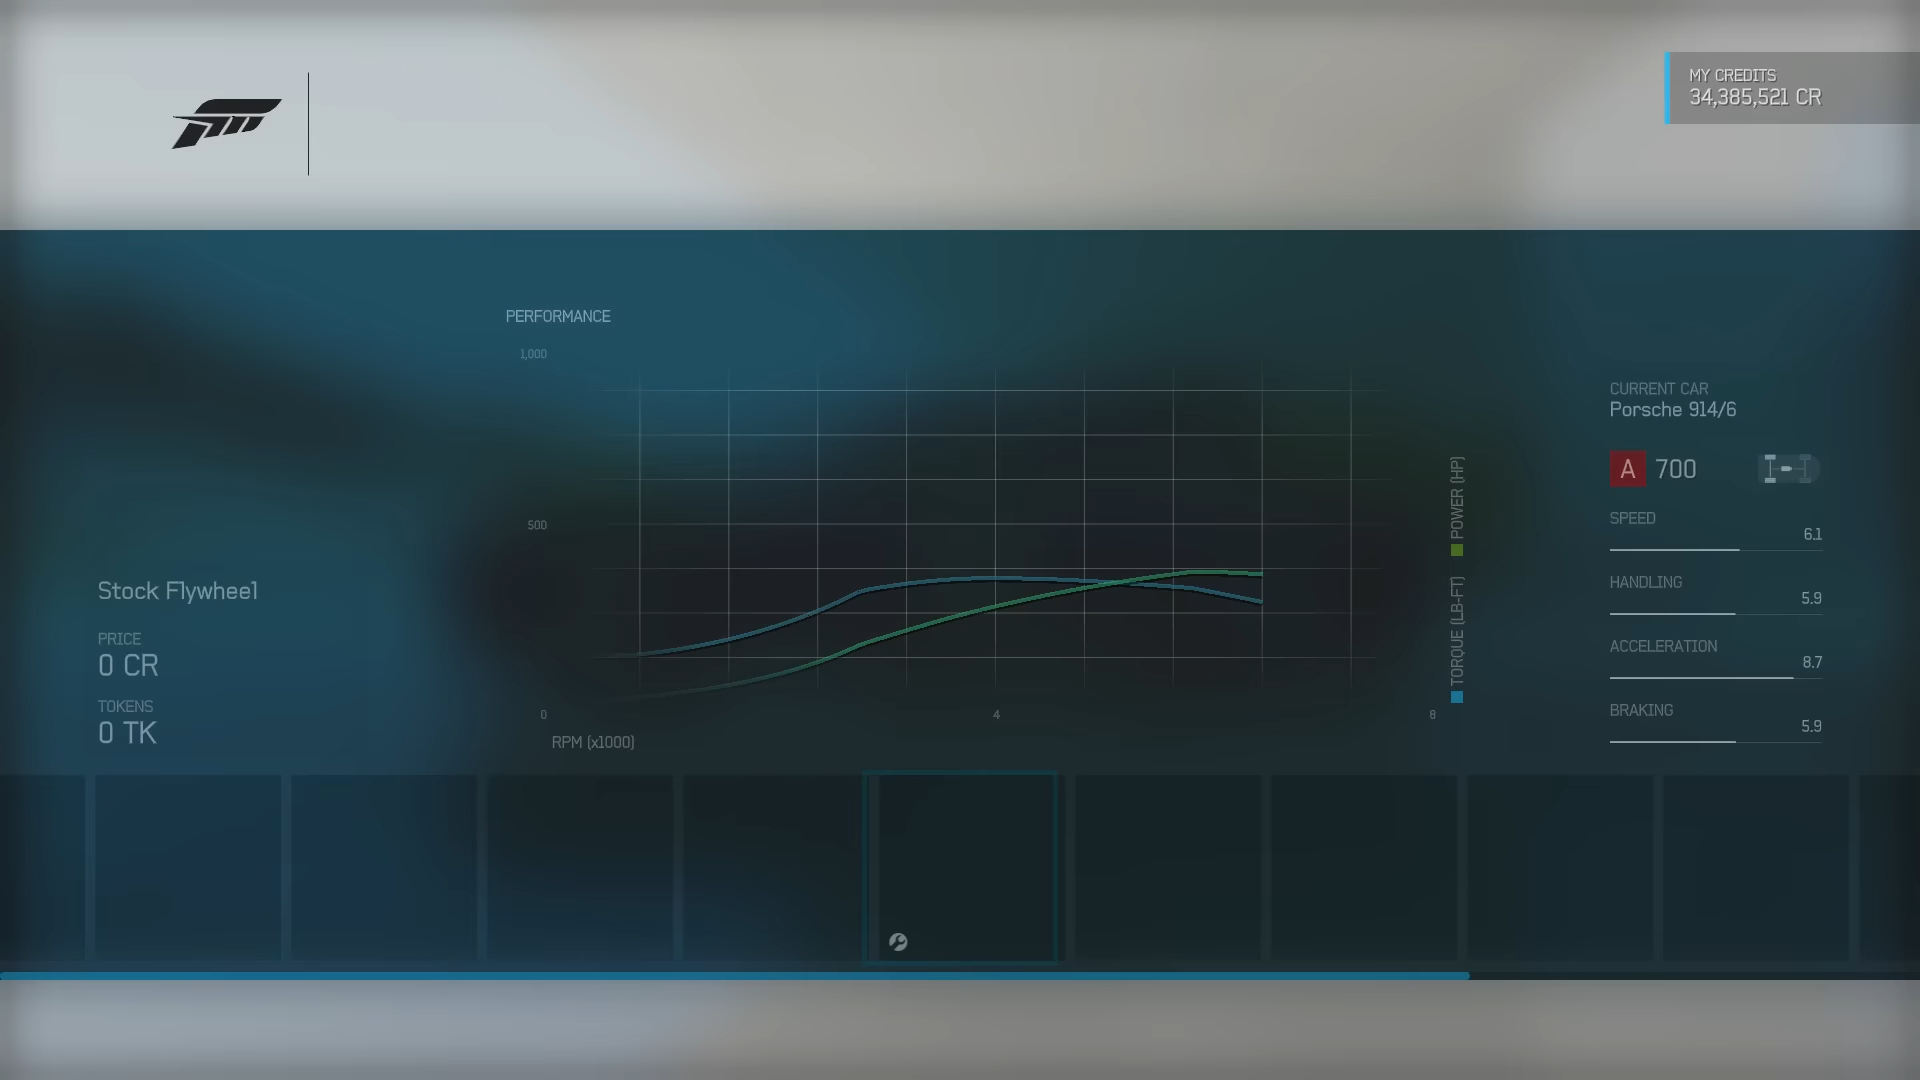 MY CREDITS
34,385,521 CR
PERFORMANCE
1,000
500
0
4
8
RPM (x1000)
POWER (HP)
TORQUE (LB-FT)
Stock Flywheel
PRICE
0 CR
TOKENS
0 TK
CURRENT CAR
Porsche 914/6
A 700
SPEED
6.1
HANDLING
5.9
ACCELERATION
8.7
BRAKING
5.9